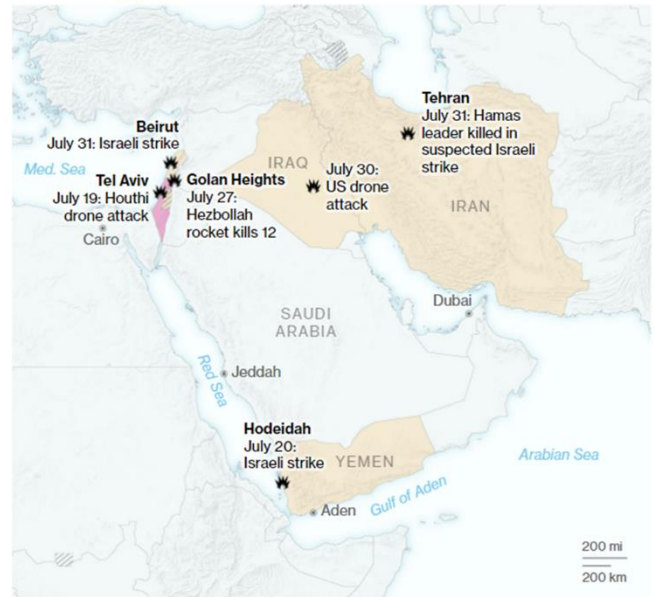 Tehran
July 31: Hamas
leader killed in
suspected Israeli
strike
Beirut
July 31: Israeli strike
Med. Sea
IRAQ
July 30:
US drone
attack
Tel Aviv
July 19: Houthi
drone attack
Golan Heights
July 27:
Hezbollah
rocket kills 12
IRAN
Cairo
Dubai
SAUDI
ARABIA
Red Sea
Jeddah
Hodeidah
July 20:
Israeli strike
YEMEN
Arabian Sea
Gulf of Aden
Aden
200 mi
200 km